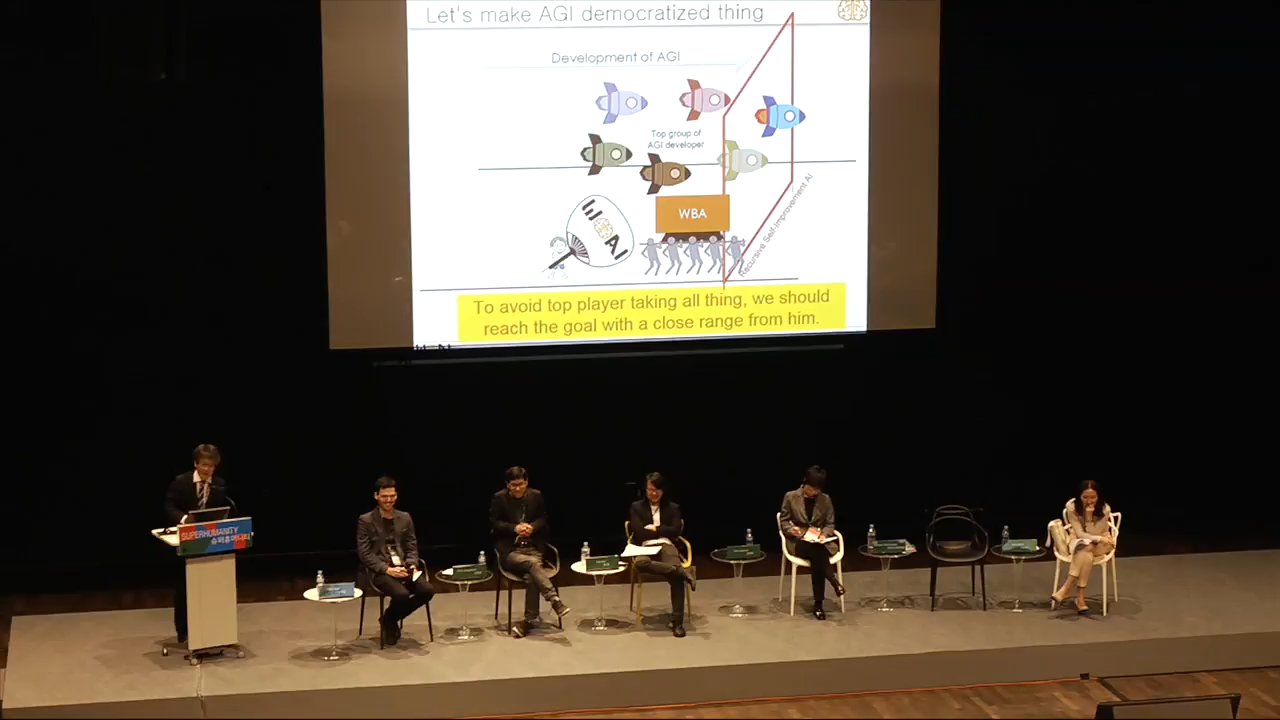 Let's make AGI democratized thing
Development of AGI
Top group of
AGI developer
WBA
Recursive Self-improvement AI
To avoid top player taking all thing, we should
reach the goal with a close range from him.
SUPERHUMANITY
슈퍼휴머니티